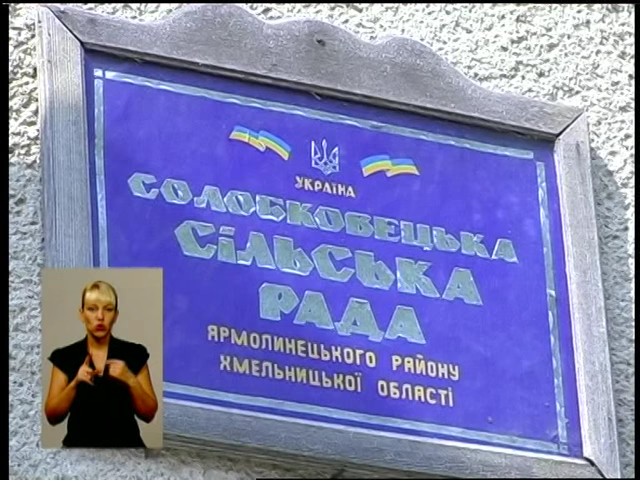 УКРАЇНА
СОЛОБКОВЕЦЬКА
СІЛЬСЬКА
РАДА
ЯРМОЛИНЕЦЬКОГО РАЙОНУ
ХМЕЛЬНИЦЬКОЇ ОБЛАСТІ